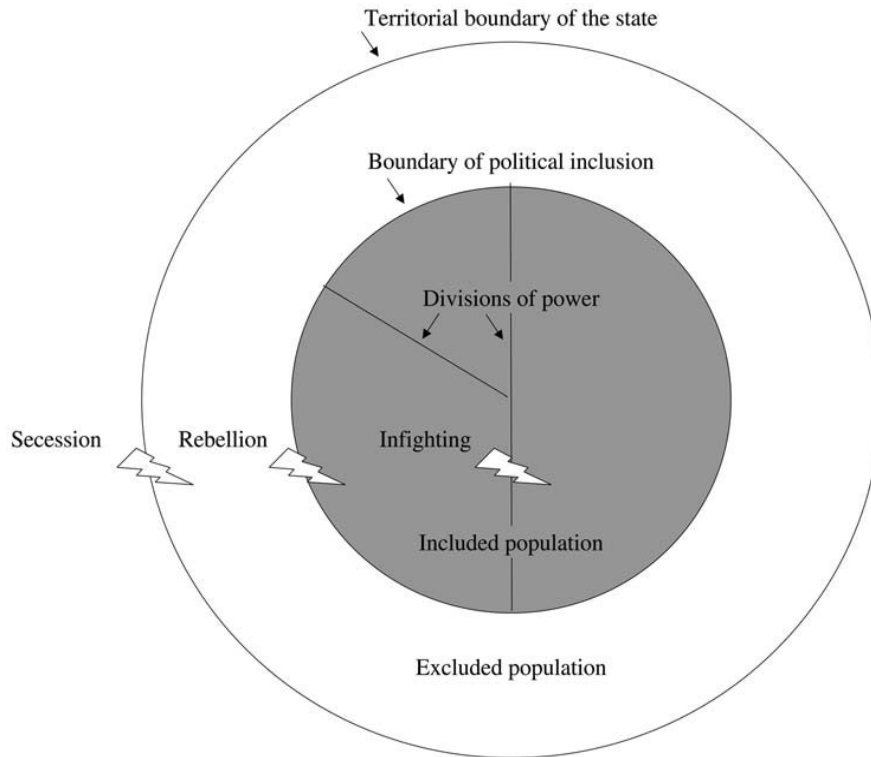 Territorial boundary of the state
Boundary of political inclusion
Divisions of power
Secession
Rebellion
Infighting
Included population
Excluded population